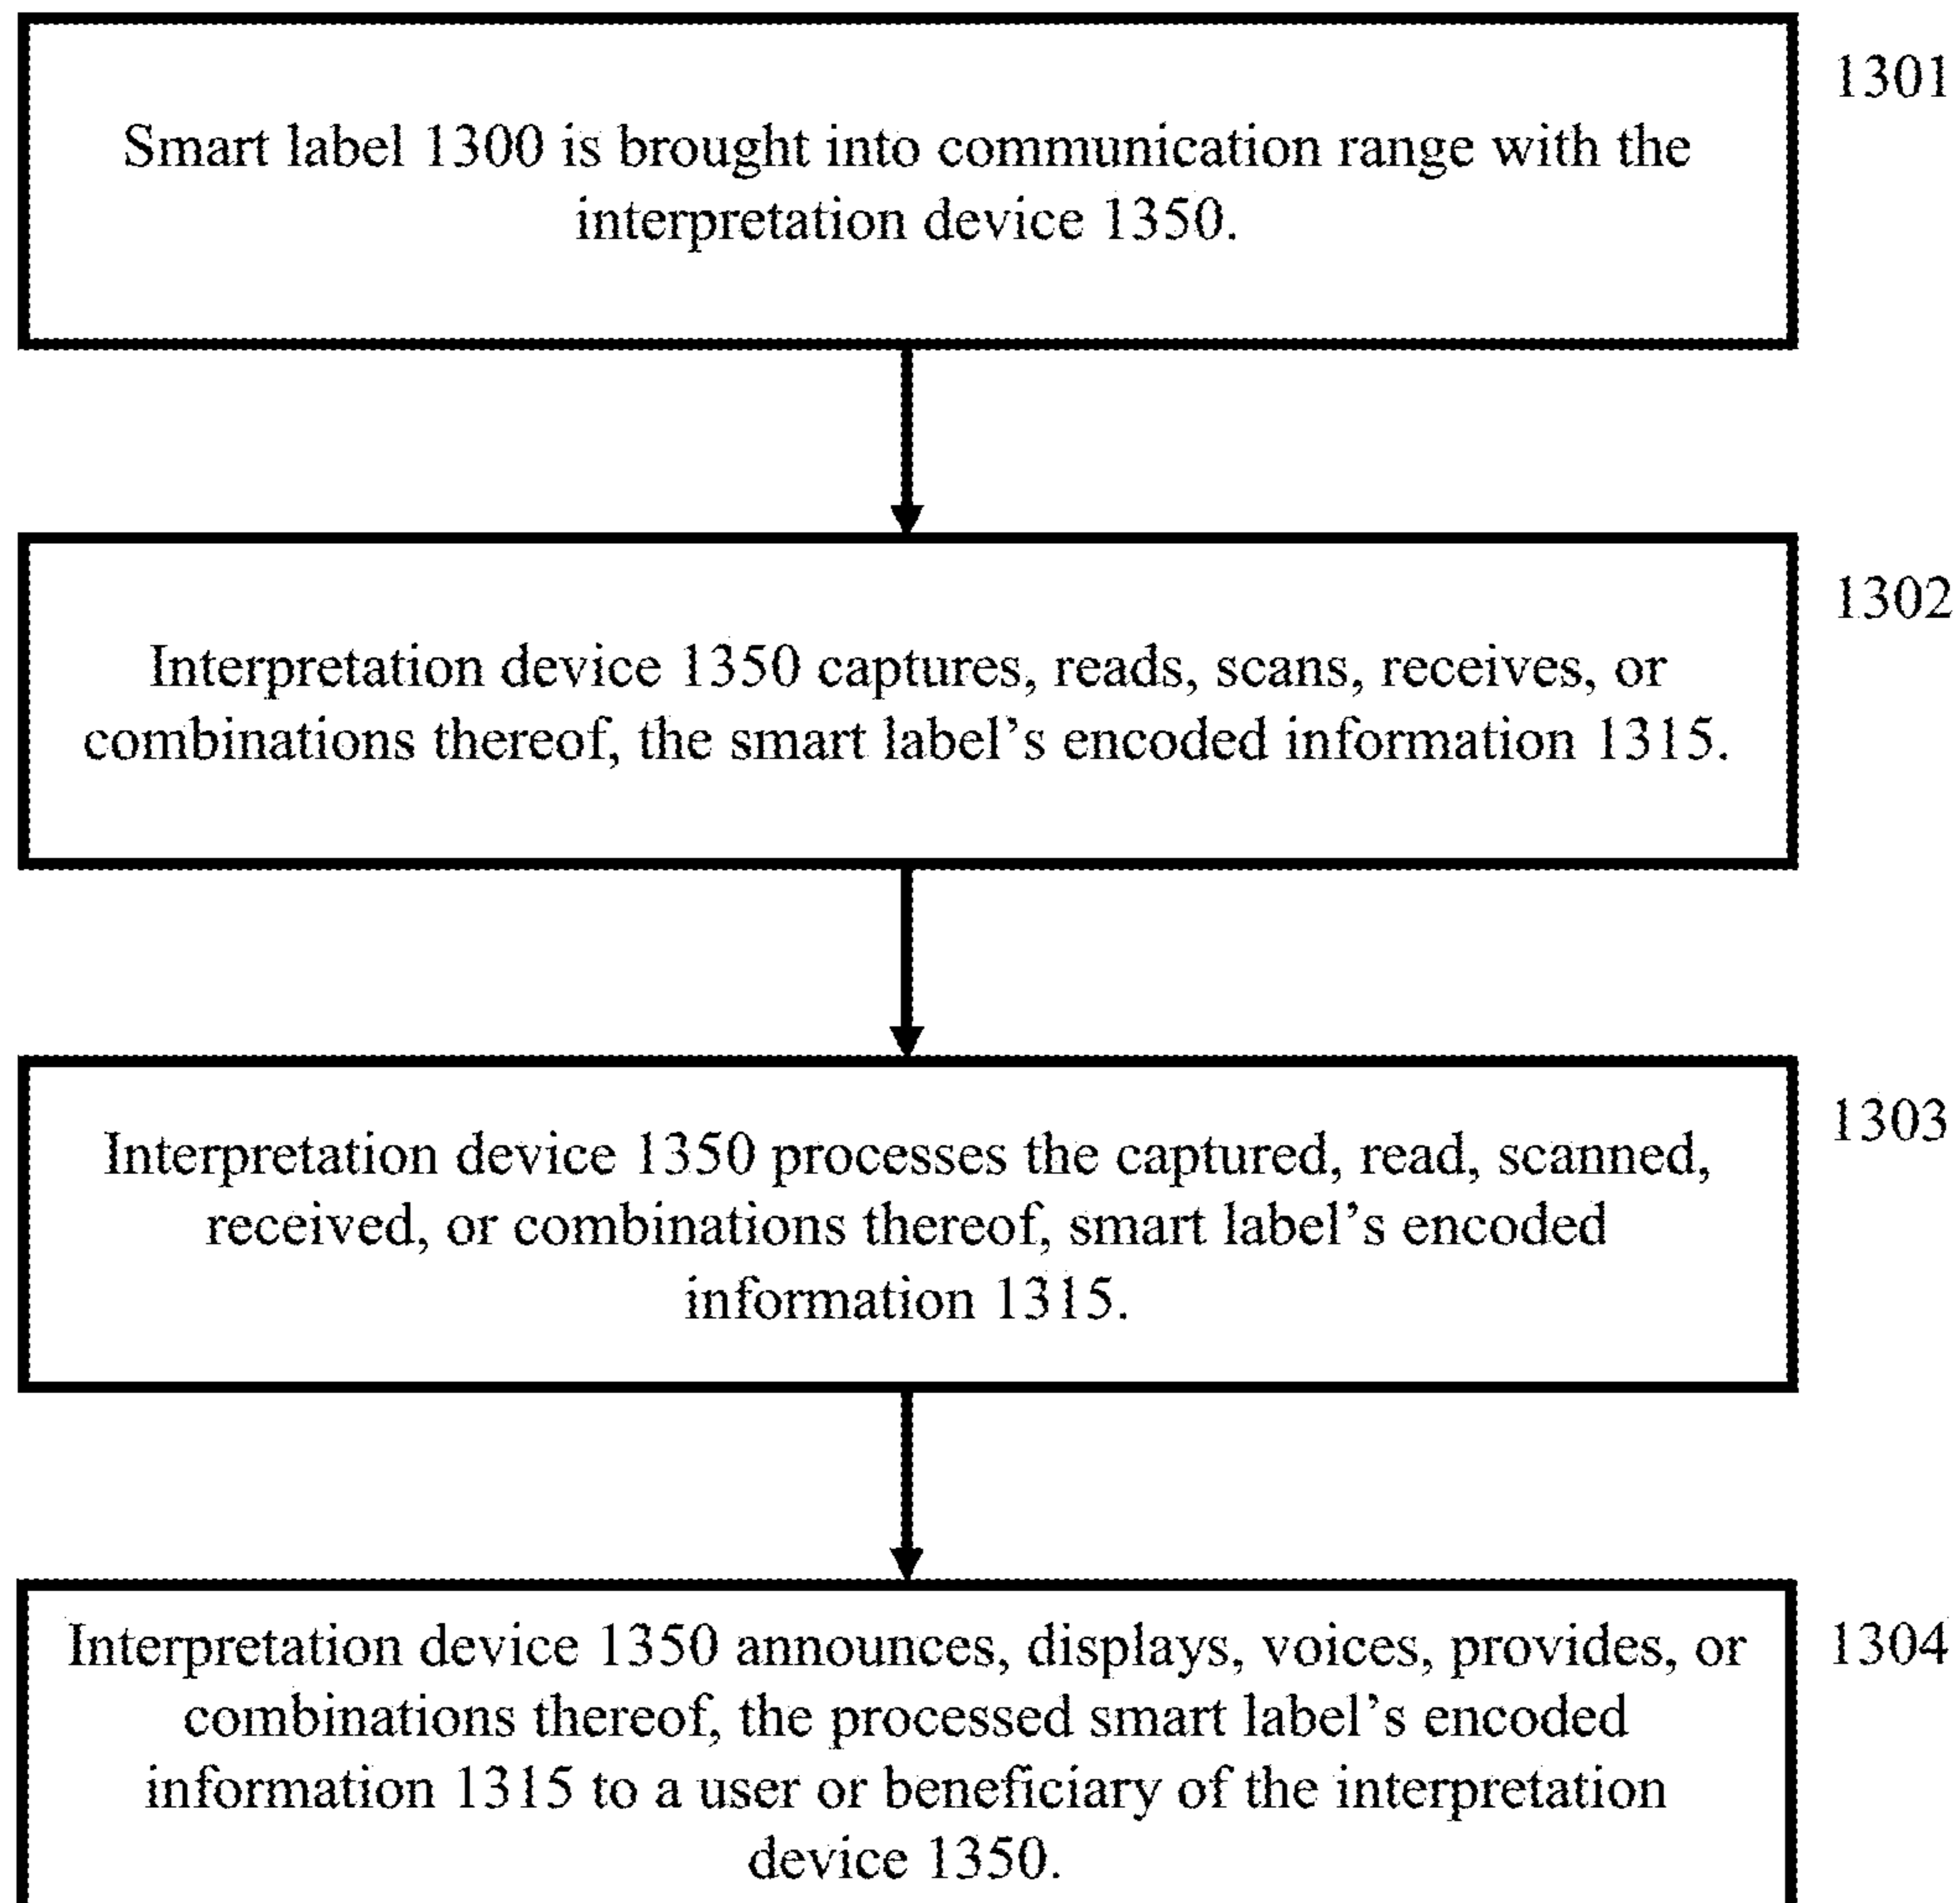 1301
Smart label 1300 is brought into communication range with the
interpretation device 1350.
1302
Interpretation device 1350 captures, reads, scans, receives, or
combinations thereof, the smart label’s encoded information 1315.
1303
Interpretation device 1350 processes the captured, read, scanned,
received, or combinations thereof, smart label’s encoded
information 1315.
1304
Interpretation device 1350 announces, displays, voices, provides, or
combinations thereof, the processed smart label’s encoded
information 1315 to a user or beneficiary of the interpretation
device 1350.